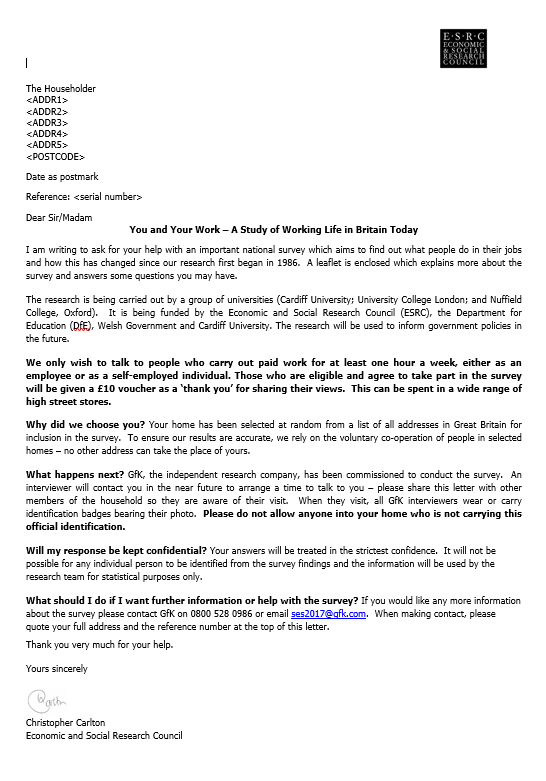 E·S·R·C
ECONOMIC
& SOCIAL
RESEARCH
COUNCIL
The Householder
<ADDR1>
<ADDR2>
<ADDR3>
<ADDR4>
<ADDR5>
<POSTCODE>
Date as postmark
Reference: <serial number>
Dear Sir/Madam
You and Your Work – A Study of Working Life in Britain Today
I am writing to ask for your help with an important national survey which aims to find out what people do in their jobs
and how this has changed since our research first began in 1986. A leaflet is enclosed which explains more about the
survey and answers some questions you may have.
The research is being carried out by a group of universities (Cardiff University; University College London; and Nuffield
College, Oxford). It is being funded by the Economic and Social Research Council (ESRC), the Department for
Education (DfE), Welsh Government and Cardiff University. The research will be used to inform government policies in
the future.
We only wish to talk to people who carry out paid work for at least one hour a week, either as an
employee or as a self-employed individual. Those who are eligible and agree to take part in the survey
will be given a £10 voucher as a ‘thank you’ for sharing their views. This can be spent in a wide range of
high street stores.
Why did we choose you? Your home has been selected at random from a list of all addresses in Great Britain for
inclusion in the survey. To ensure our results are accurate, we rely on the voluntary co-operation of people in selected
homes – no other address can take the place of yours.
What happens next? GfK, the independent research company, has been commissioned to conduct the survey. An
interviewer will contact you in the near future to arrange a time to talk to you – please share this letter with other
members of the household so they are aware of their visit. When they visit, all GfK interviewers wear or carry
identification badges bearing their photo. Please do not allow anyone into your home who is not carrying this
official identification.
Will my response be kept confidential? Your answers will be treated in the strictest confidence. It will not be
possible for any individual person to be identified from the survey findings and the information will be used by the
research team for statistical purposes only.
What should I do if I want further information or help with the survey? If you would like any more information
about the survey please contact GfK on 0800 528 0986 or email ses2017@gfk.com. When making contact, please
quote your full address and the reference number at the top of this letter.
Thank you very much for your help.
Yours sincerely
Christopher Carlton
Economic and Social Research Council